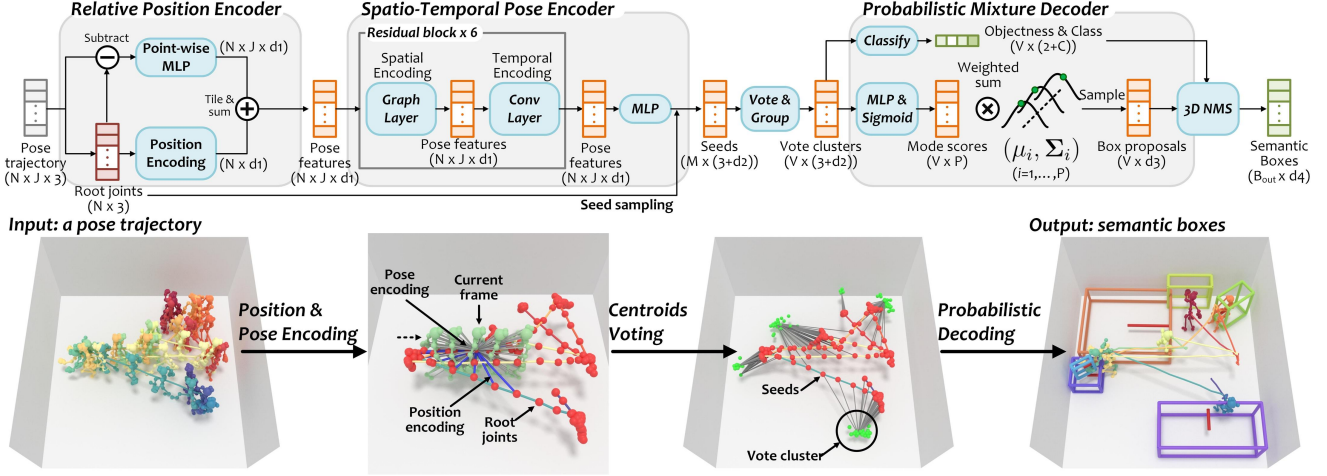 Relative Position Encoder
Spatio-Temporal Pose Encoder
Probabilistic Mixture Decoder
Subtract
Point-wise
MLP
(N x J x d1)
Tile &
sum
Position
Encoding
(N x d1)
Pose
trajectory
(N x J x 3)
Root joints
(N x 3)
Pose
features
(N x J x d1)
Residual block x 6
Spatial
Encoding
Graph
Layer
Temporal
Encoding
Conv
Layer
Pose features
(N x J x d1)
Pose
features
(N x J x d1)
MLP
Seed sampling
Seeds
(M x (3+d2))
Vote &
Group
Vote clusters
(V x (3+d2))
Classify
Objectness & Class
(V x (2+C))
MLP &
Sigmoid
Mode scores
(V x P)
Weighted
sum
(μi, Σi)
(i=1,...,P)
Sample
Box proposals
(V x d3)
3D NMS
Semantic
Boxes
(Bout x d4)
Input: a pose trajectory
Output: semantic boxes
Position &
Pose Encoding
Pose
encoding
Current
frame
Position
encoding
Root
joints
Centroids
Voting
Seeds
Vote cluster
Probabilistic
Decoding